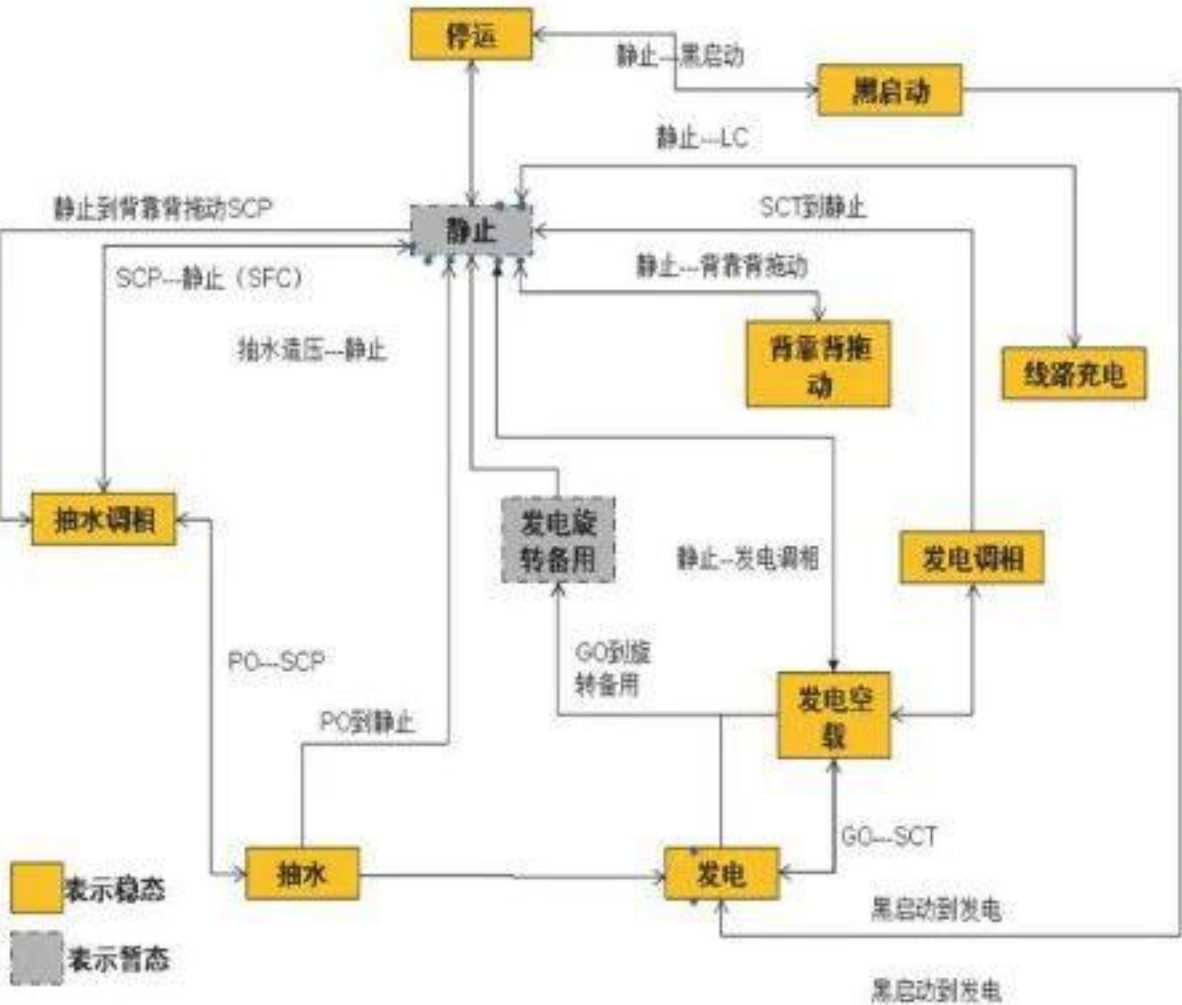 停运
静止---黑启动
黑启动
静止---LC
静止到背靠背拖动SCP
SCT到静止
静止
SCP---静止（SFC）
静止---背靠背拖动
抽水造压---静止
背靠背拖
动
线路充电
抽水调相
发电旋
转备用
静止--发电调相
发电调相
PO---SCP
GO到旋
转备用
发电空
载
PO到静止
GO---SCT
抽水
发电
表示稳态
黑启动到发电
表示暂态
黑启动到发电